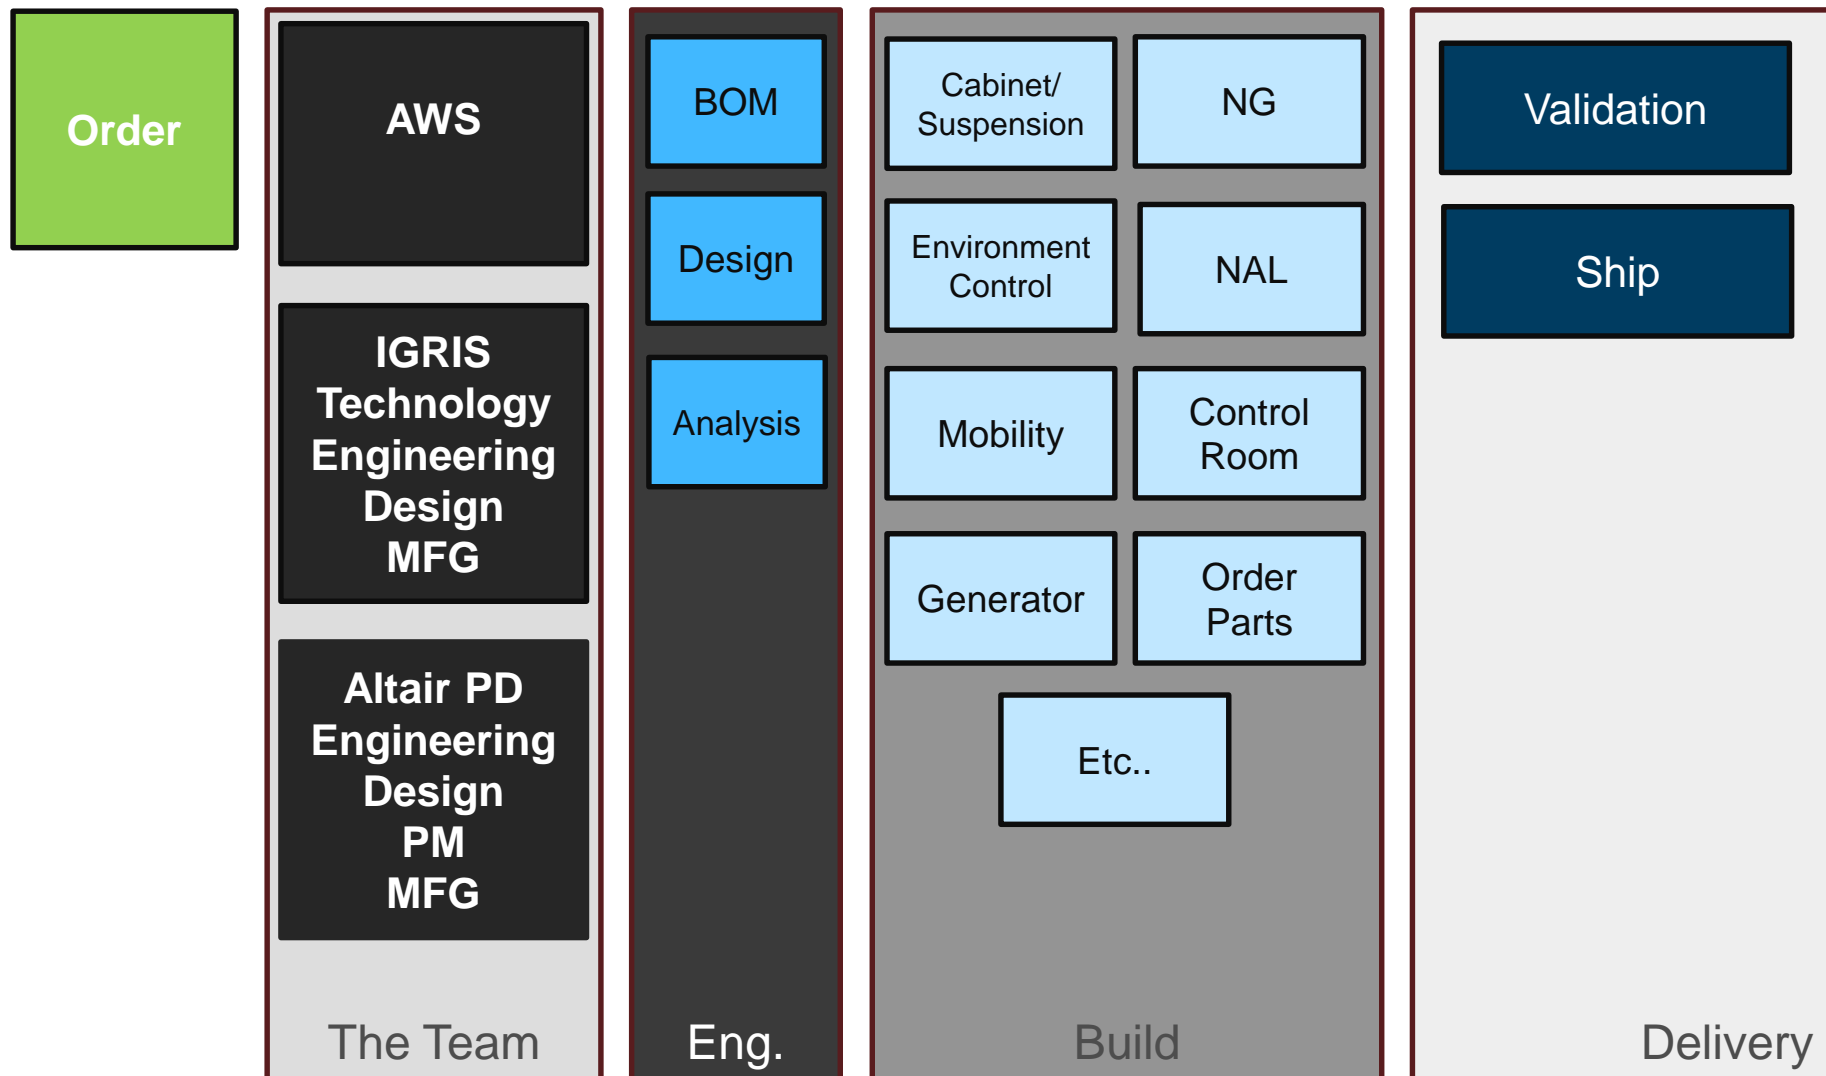 Order
AWS
IGRIS
Technology
Engineering
Design
MFG
Altair PD
Engineering
Design
PM
MFG
The Team
BOM
Design
Analysis
Eng.
Cabinet/
Suspension
NG
Environment
Control
NAL
Mobility
Control
Room
Generator
Order
Parts
Etc..
Build
Validation
Ship
Delivery